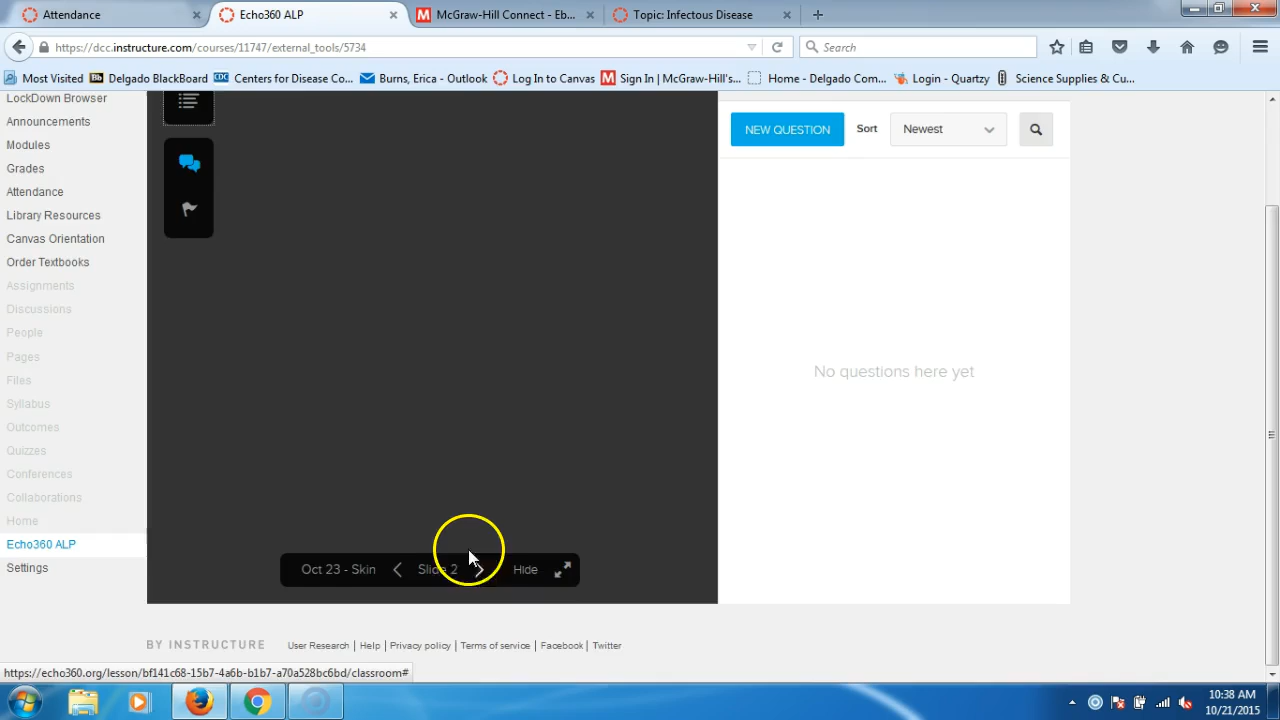 Attendance
Echo360 ALP
McGraw-Hill Connect - Eb...
Topic: Infectous Disease
https://dcc.instructure.com/courses/11747/external_tools/5734
Search
Most Visited
Delgado BlackBoard
Centers for Disease Co...
Burns, Erica - Outlook
Log In to Canvas
Sign In | McGraw-Hill's...
Home - Delgado Com...
Login - Quartzy
Science Supplies & Cu...
LockDown Browser
Announcements
Modules
Grades
Attendance
Library Resources
Canvas Orientation
Order Textbooks
Assignments
Discussions
People
Pages
Files
Syllabus
Outcomes
Quizzes
Conferences
Collaborations
Home
Echo360 ALP
Settings
NEW QUESTION
Sort
Newest
No questions here yet
Oct 23 - Skin
Slide 2
Hide
BY INSTRUCTURE
User Research | Help | Privacy policy | Terms of service | Facebook | Twitter
https://echo360.org/lesson/bf141c68-15b7-4a6b-b1b7-a70a528bc6bd/classroom#
10:38 AM
10/21/2015